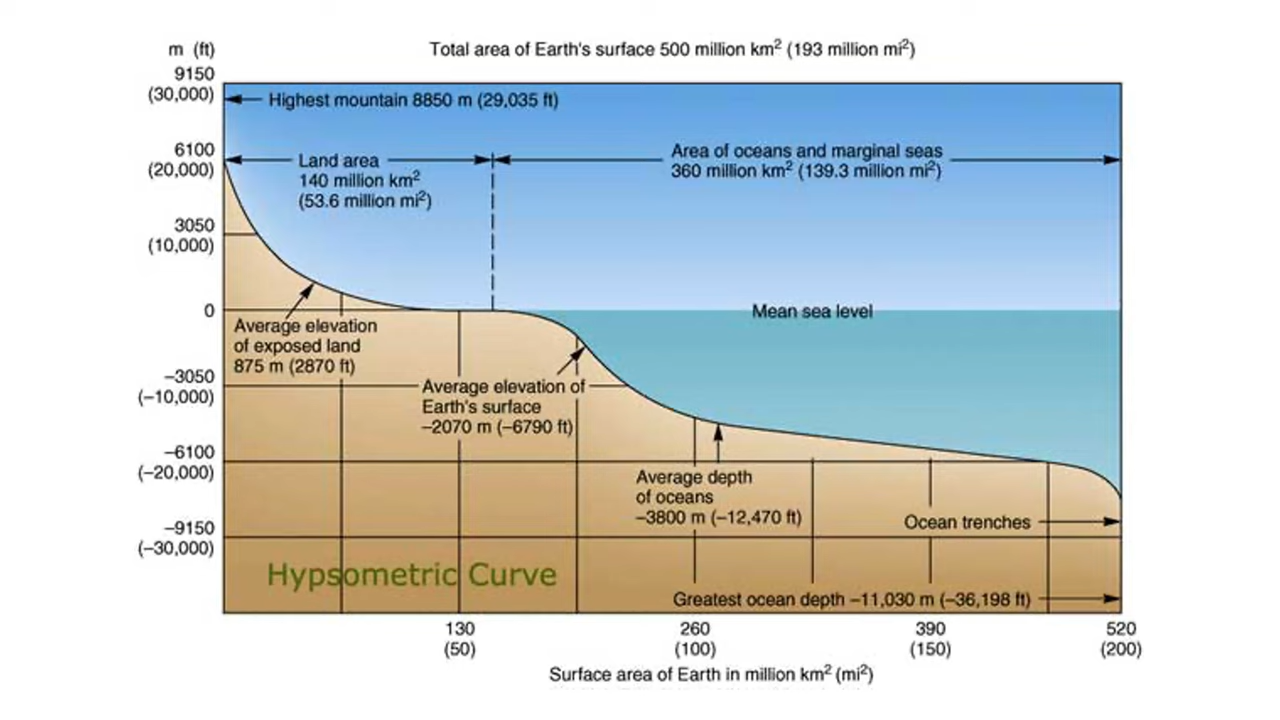 m (ft)
Total area of Earth's surface 500 million km² (193 million mi²)
9150
(30,000)
Highest mountain 8850 m (29,035 ft)
6100
(20,000)
Land area
140 million km²
(53.6 million mi²)
Area of oceans and marginal seas
360 million km² (139.3 million mi²)
3050
(10,000)
0
Mean sea level
Average elevation
of exposed land
875 m (2870 ft)
–3050
(–10,000)
Average elevation of
Earth's surface
–2070 m (–6790 ft)
–6100
(–20,000)
Average depth
of oceans
–3800 m (–12,470 ft)
–9150
(–30,000)
Ocean trenches
Hypsometric Curve
Greatest ocean depth –11,030 m (–36,198 ft)
130
(50)
260
(100)
390
(150)
520
(200)
Surface area of Earth in million km² (mi²)